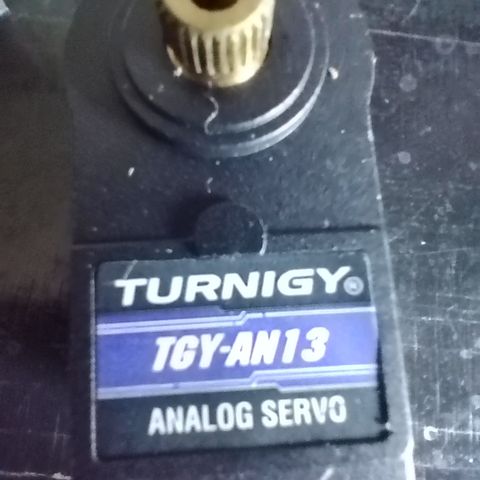 TURNIGY®
TGY-AN13
ANALOG SERVO